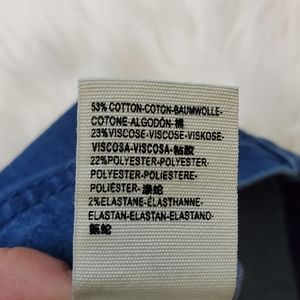 53% COTTON-COTON-BAUMWOLLE-
COTONE-ALGODÓN-棉
23%VISCOSE-VISCOSE-VISKOSE-
VISCOSA-VISCOSA-粘胶
22%POLYESTER-POLYESTER-
POLYESTER-POLIESTERE-
POLIÉSTER-涤纶
2%ELASTANE-ÉLASTHANNE-
ELASTAN-ELASTAN-ELASTANO-
氨纶